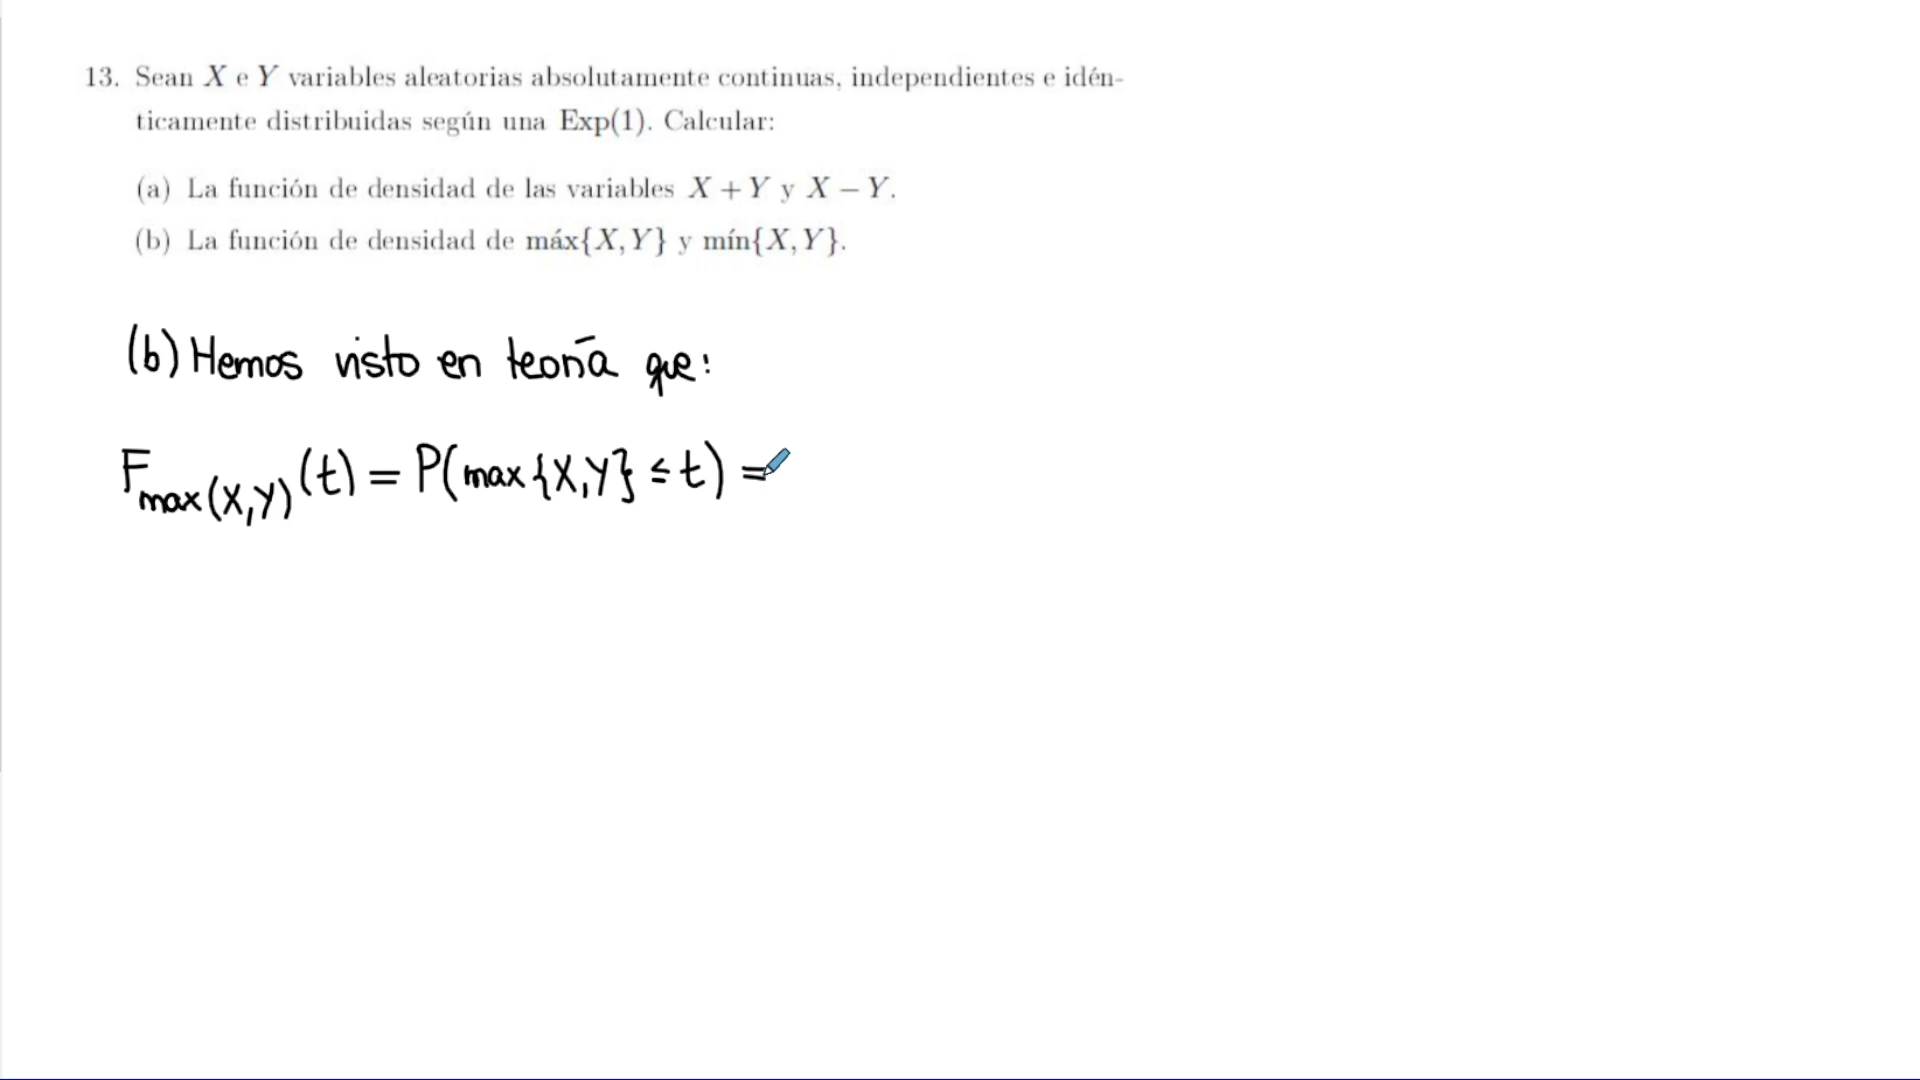 13. Sean X e Y variables aleatorias absolutamente continuas, independientes e idén-
ticamente distribuidas según una Exp(1). Calcular:
(a) La función de densidad de las variables X + Y y X − Y.
(b) La función de densidad de máx{X, Y} y mín{X, Y}.
(b) Hemos visto en teoría que:
F_max(X,Y)(t) = P(max{X,Y} ≤ t) =